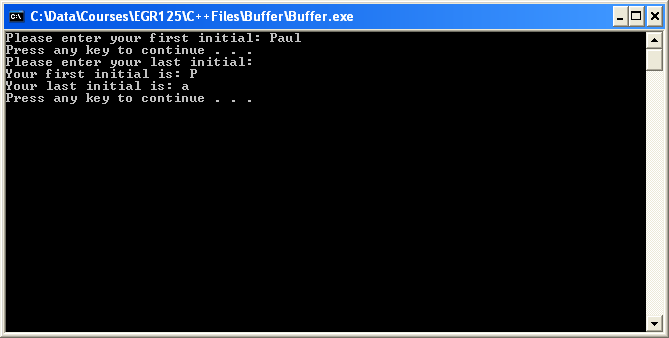 C:\Data\Courses\EGR125\C++Files\Buffer\Buffer.exe
Please enter your first initial: Paul
Press any key to continue . . .
Please enter your last initial:
Your first initial is: P
Your last initial is: a
Press any key to continue . . .